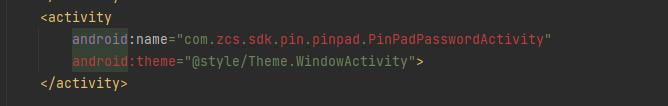 <activity
android:name="com.zcs.sdk.pin.pinpad.PinPadPasswordActivity"
android:theme="@style/Theme.WindowActivity">
</activity>